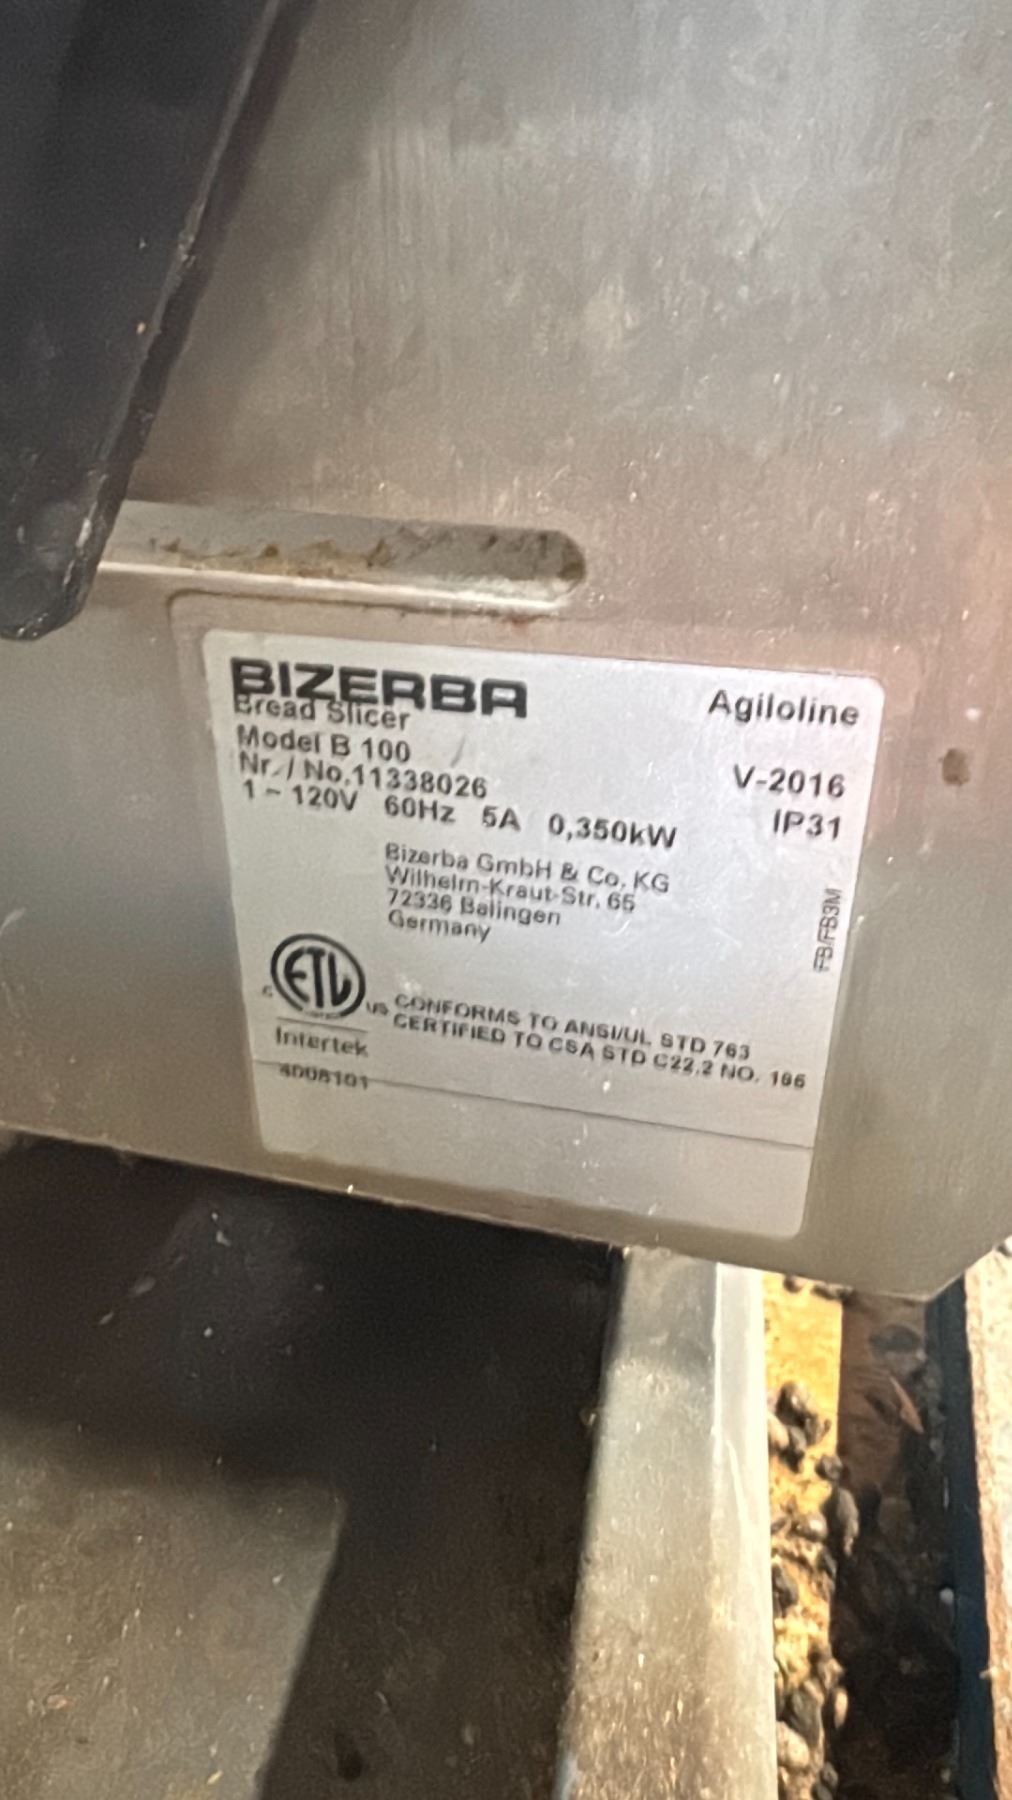 BIZERBA
Agiloline
Bread Slicer
Model B 100
V-2016
Nr. / No.11338026
IP31
1 ~ 120V 60Hz 5A 0,350kW
Bizerba GmbH & Co. KG
Wilhelm-Kraut-Str. 65
72336 Balingen
Germany
FB/FB3M
ETL
C US
Intertek
4008101
CONFORMS TO ANSI/UL STD 763
CERTIFIED TO CSA STD C22.2 NO. 195